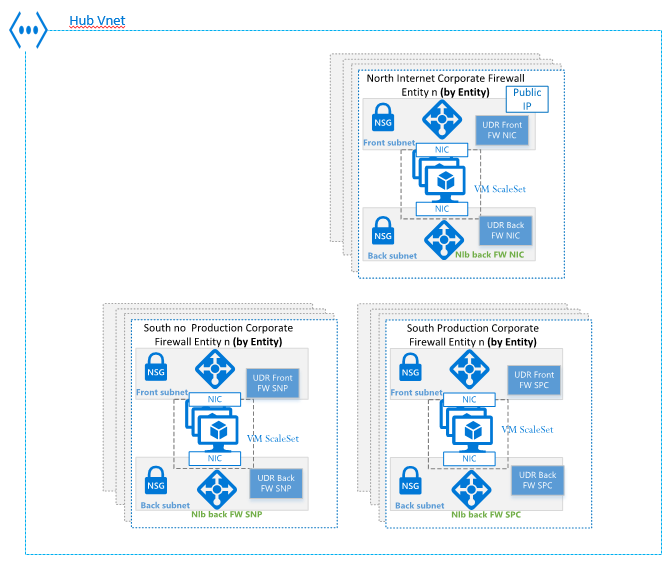 Hub Vnet
North Internet Corporate Firewall
Entity n (by Entity)
Public
IP
NSG
UDR Front
FW NIC
Front subnet
NIC
VM ScaleSet
NIC
NSG
UDR Back
FW NIC
Back subnet
Nlb back FW NIC
South no Production Corporate
Firewall Entity n (by Entity)
NSG
UDR Front
FW SNP
Front subnet
NIC
VM ScaleSet
NIC
NSG
UDR Back
FW SNP
Back subnet
Nlb back FW SNP
South Production Corporate
Firewall Entity n (by Entity)
NSG
UDR Front
FW SPC
Front subnet
NIC
VM ScaleSet
NIC
NSG
UDR Back
FW SPC
Back subnet
Nlb back FW SPC